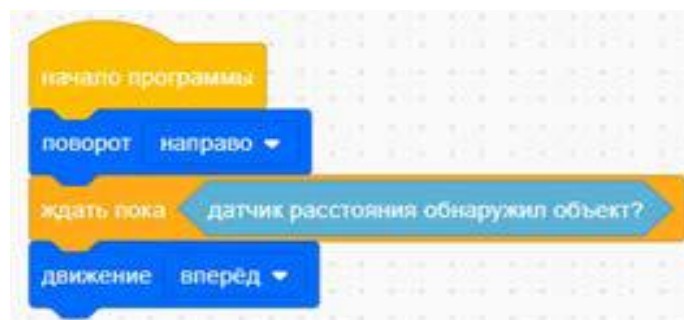 начало программы
поворот направо
ждать пока датчик расстояния обнаружил объект?
движение вперёд